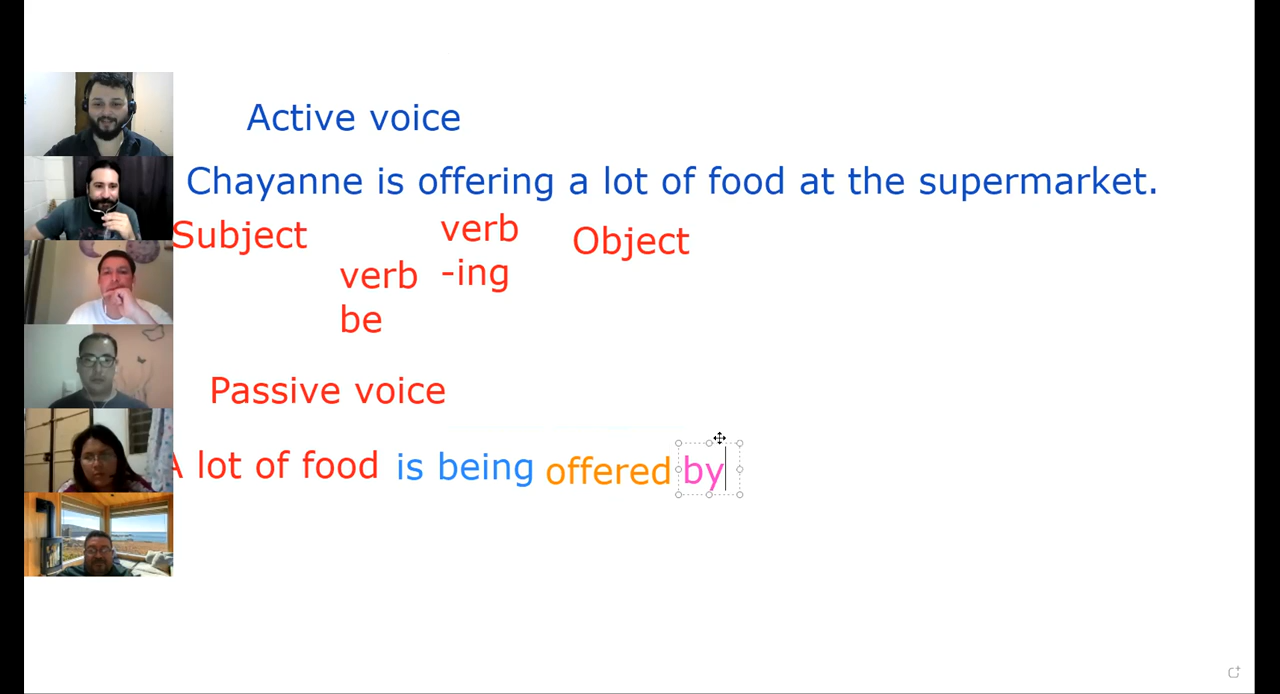 Active voice
Chayanne is offering a lot of food at the supermarket.
Subject
verb
-ing
Object
verb
be
Passive voice
A lot of food is being offered by